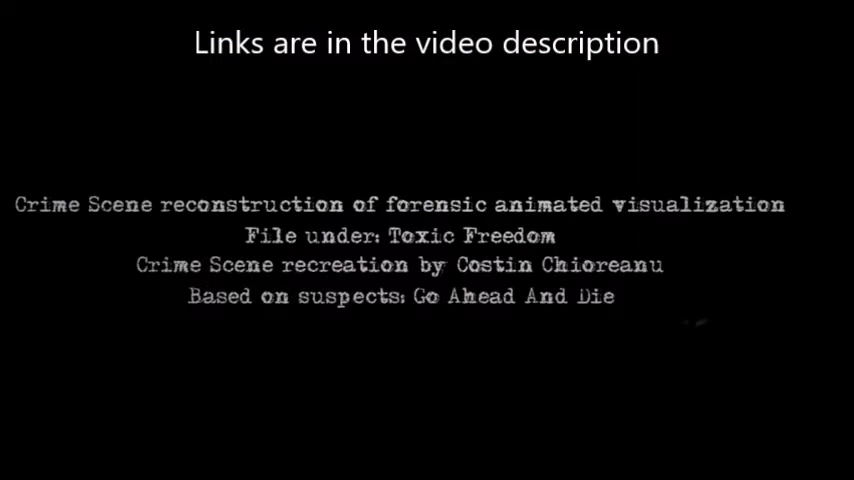 Links are in the video description
Crime Scene reconstruction of forensic animated visualization
File under: Toxic Freedom
Crime Scene recreation by Costin Chioreanu
Based on suspects: Go Ahead And Die